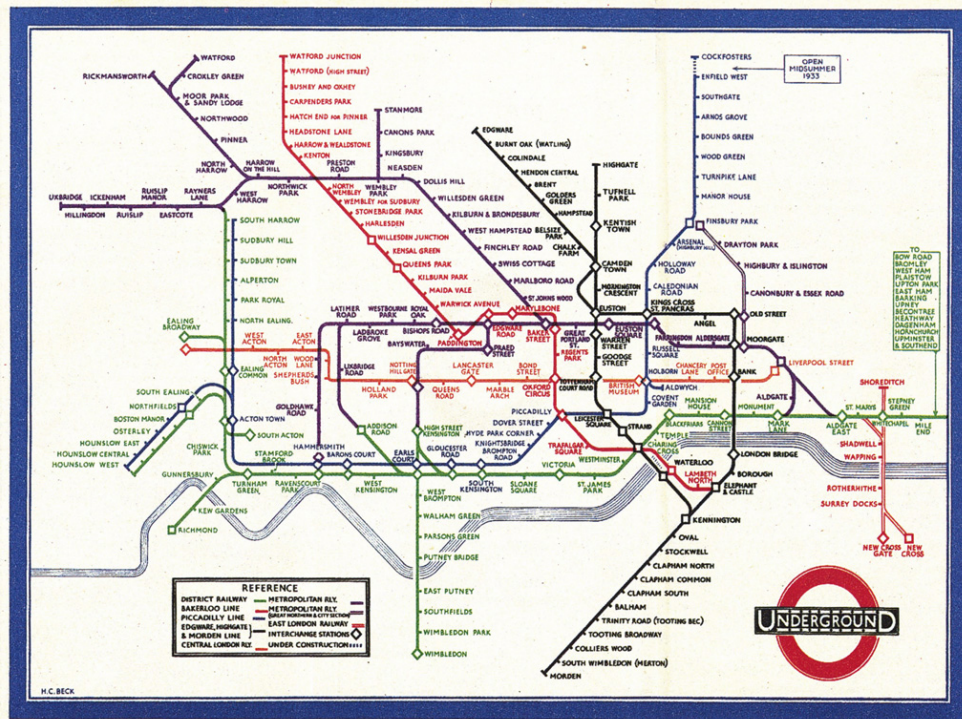 WATFORD
CROXLEY GREEN
RICKMANSWORTH
MOOR PARK
& SANDY LODGE
NORTHWOOD
PINNER
NORTH
HARROW
HARROW
ON THE HILL
NORTHWICK
PARK
PRESTON
ROAD
WEMBLEY
PARK
STANMORE
CANONS PARK
KINGSBURY
NEASDEN
DOLLIS HILL
WILLESDEN GREEN
KILBURN & BRONDESBURY
WEST HAMPSTEAD
FINCHLEY ROAD
SWISS COTTAGE
MARLBORO ROAD
ST JOHNS WOOD
UXBRIDGE
ICKENHAM
RUISLIP
MANOR
RAYNERS
LANE
WEST
HARROW
HILLINGDON
RUISLIP
EASTCOTE
WATFORD JUNCTION
WATFORD (HIGH STREET)
BUSHEY AND OXHEY
CARPENDERS PARK
HATCH END FOR PINNER
HEADSTONE LANE
HARROW & WEALDSTONE
KENTON
NORTH
WEMBLEY
WEMBLEY FOR SUDBURY
STONEBRIDGE PARK
HARLESDEN
WILLESDEN JUNCTION
KENSAL GREEN
QUEENS PARK
KILBURN PARK
MAIDA VALE
WARWICK AVENUE
PADDINGTON
EDGWARE
ROAD
MARYLEBONE
BAKER
STREET
REGENTS
PARK
OXFORD
CIRCUS
EDGWARE
BURNT OAK (WATLING)
COLINDALE
HENDON CENTRAL
BRENT
GOLDERS
GREEN
HAMPSTEAD
BELSIZE
PARK
CHALK
FARM
HIGHGATE
TUFNELL
PARK
KENTISH
TOWN
CAMDEN
TOWN
MORNINGTON
CRESCENT
EUSTON
COCKFOSTERS
OPEN
MIDSUMMER
1933
ENFIELD WEST
SOUTHGATE
ARNOS GROVE
BOUNDS GREEN
WOOD GREEN
TURNPIKE LANE
MANOR HOUSE
FINSBURY PARK
ARSENAL
(HIGHBURY HILL)
HOLLOWAY
ROAD
CALEDONIAN
ROAD
KINGS CROSS
ST. PANCRAS
DRAYTON PARK
HIGHBURY & ISLINGTON
CANONBURY & ESSEX ROAD
OLD STREET
ANGEL
MOORGATE
TO
BOW ROAD
BROMLEY
WEST HAM
PLAISTOW
UPTON PARK
EAST HAM
BARKING
UPNEY
BECONTREE
HEATHWAY
DAGENHAM
HORNCHURCH
UPMINSTER
& SOUTHEND
SOUTH HARROW
SUDBURY HILL
SUDBURY TOWN
ALPERTON
PARK ROYAL
NORTH EALING
EALING
BROADWAY
WEST
ACTON
EAST
ACTON
NORTH
ACTON
WOOD
LANE
SHEPHERDS
BUSH
EALING
COMMON
LATIMER
ROAD
LADBROKE
GROVE
WESTBOURNE
PARK
ROYAL
OAK
BISHOPS ROAD
BAYSWATER
PRAED
STREET
UXBRIDGE
ROAD
GOLDHAWK
ROAD
HOLLAND
PARK
NOTTING
HILL GATE
QUEENS
ROAD
LANCASTER
GATE
MARBLE
ARCH
BOND
STREET
GREAT
PORTLAND ST.
WARREN
STREET
GOODGE
STREET
TOTTENHAM
COURT ROAD
EUSTON
SQUARE
RUSSELL
SQUARE
FARRINGDON
ALDERSGATE
BRITISH
MUSEUM
HOLBORN
CHANCERY
LANE
POST
OFFICE
BANK
LIVERPOOL STREET
ALDWYCH
COVENT
GARDEN
ALDGATE
SHOREDITCH
SOUTH EALING
NORTHFIELDS
BOSTON MANOR
OSTERLEY
HOUNSLOW EAST
HOUNSLOW CENTRAL
HOUNSLOW WEST
ACTON TOWN
SOUTH ACTON
CHISWICK
PARK
GUNNERSBURY
KEW GARDENS
RICHMOND
TURNHAM
GREEN
STAMFORD
BROOK
RAVENSCOURT
PARK
HAMMERSMITH
BARONS COURT
WEST
KENSINGTON
ADDISON
ROAD
EARLS
COURT
HIGH STREET
KENSINGTON
GLOUCESTER
ROAD
SOUTH
KENSINGTON
PICCADILLY
DOVER STREET
HYDE PARK CORNER
KNIGHTSBRIDGE
BROMPTON
ROAD
SLOANE
SQUARE
VICTORIA
ST. JAMES
PARK
WESTMINSTER
LEICESTER
SQUARE
TRAFALGAR
SQUARE
STRAND
CHARING
CROSS
TEMPLE
BLACKFRIARS
MANSION
HOUSE
CANNON
STREET
MONUMENT
MARK
LANE
ALDGATE
EAST
ST. MARYS
STEPNEY
GREEN
WHITECHAPEL
MILE
END
SHADWELL
WAPPING
ROTHERHITHE
SURREY DOCKS
NEW CROSS
GATE
NEW
CROSS
WATERLOO
LAMBETH
NORTH
LONDON BRIDGE
BOROUGH
ELEPHANT
& CASTLE
KENNINGTON
OVAL
STOCKWELL
CLAPHAM NORTH
CLAPHAM COMMON
CLAPHAM SOUTH
BALHAM
TRINITY ROAD (TOOTING BEC)
TOOTING BROADWAY
COLLIERS WOOD
SOUTH WIMBLEDON (MERTON)
MORDEN
WEST
BROMPTON
WALHAM GREEN
PARSONS GREEN
PUTNEY BRIDGE
EAST PUTNEY
SOUTHFIELDS
WIMBLEDON PARK
WIMBLEDON
REFERENCE
DISTRICT RAILWAY
BAKERLOO LINE
PICCADILLY LINE
EDGWARE, HIGHGATE
& MORDEN LINE
CENTRAL LONDON RLY.
METROPOLITAN RLY.
METROPOLITAN RLY.
(GREAT NORTHERN & CITY SECTION)
EAST LONDON RAILWAY
INTERCHANGE STATIONS
UNDER CONSTRUCTION
UNDERGROUND
H.C. BECK